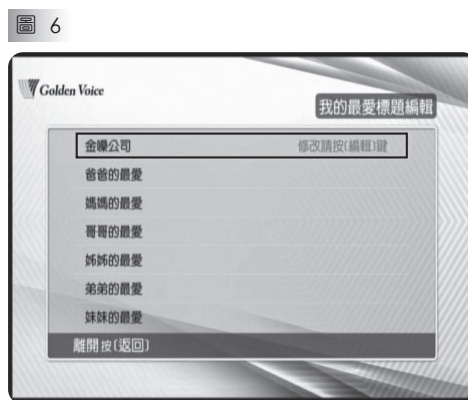 圖 6
Golden Voice
我的最愛標題編輯
金嗓公司 修改請按(編輯)鍵
爸爸的最愛
媽媽的最愛
哥哥的最愛
姊姊的最愛
弟弟的最愛
妹妹的最愛
離開按(返回)